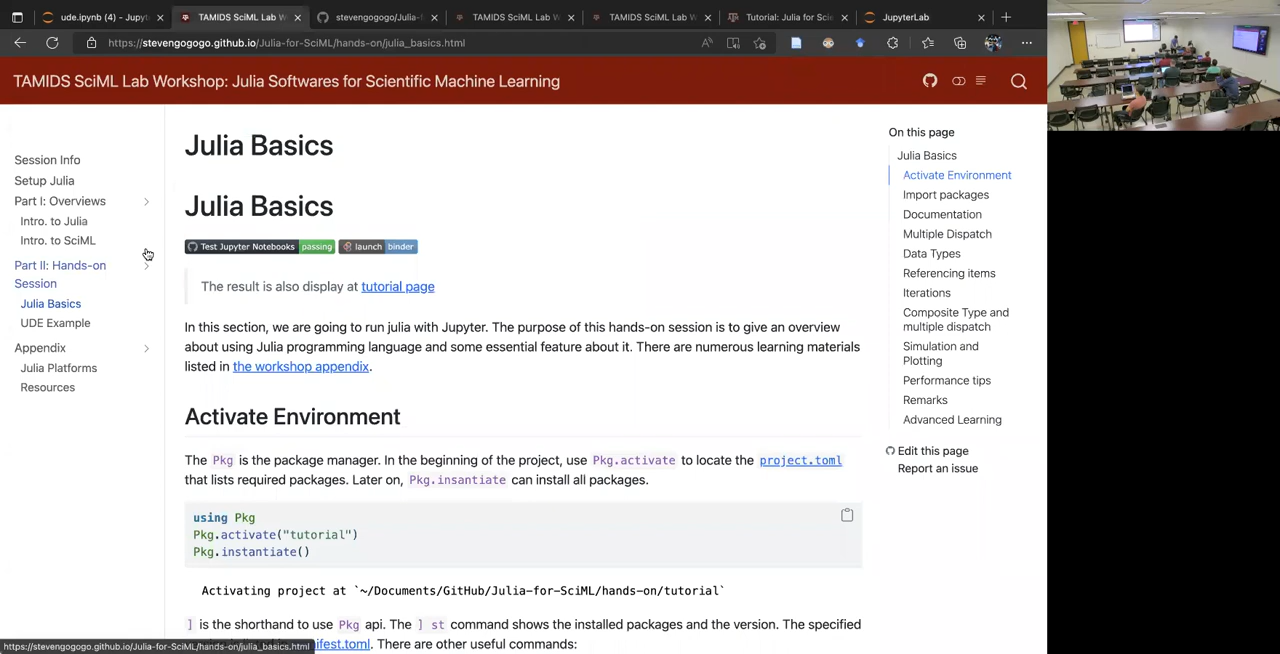 ude.ipynb (4) - Jupyt
TAMIDS SciML Lab W
stevengogogo/Julia-
TAMIDS SciML Lab W
TAMIDS SciML Lab W
Tutorial: Julia for Scie
JupyterLab
https://stevengogogo.github.io/Julia-for-SciML/hands-on/julia_basics.html
TAMIDS SciML Lab Workshop: Julia Softwares for Scientific Machine Learning
Session Info
Setup Julia
Part I: Overviews
Intro. to Julia
Intro. to SciML
Part II: Hands-on
Session
Julia Basics
UDE Example
Appendix
Julia Platforms
Resources
Julia Basics
Julia Basics
Test Jupyter Notebooks passing launch binder
The result is also display at tutorial page
In this section, we are going to run julia with Jupyter. The purpose of this hands-on session is to give an overview
about using Julia programming language and some essential feature about it. There are numerous learning materials
listed in the workshop appendix.
Activate Environment
The Pkg is the package manager. In the beginning of the project, use Pkg.activate to locate the project.toml
that lists required packages. Later on, Pkg.insantiate can install all packages.
using Pkg
Pkg.activate("tutorial")
Pkg.instantiate()
Activating project at `~/Documents/GitHub/Julia-for-SciML/hands-on/tutorial`
] is the shorthand to use Pkg api. The ] st command shows the installed packages and the version. The specified
ifest.toml. There are other useful commands:
https://stevengogogo.github.io/Julia-for-SciML/hands-on/julia_basics.html
On this page
Julia Basics
Activate Environment
Import packages
Documentation
Multiple Dispatch
Data Types
Referencing items
Iterations
Composite Type and
multiple dispatch
Simulation and
Plotting
Performance tips
Remarks
Advanced Learning
Edit this page
Report an issue